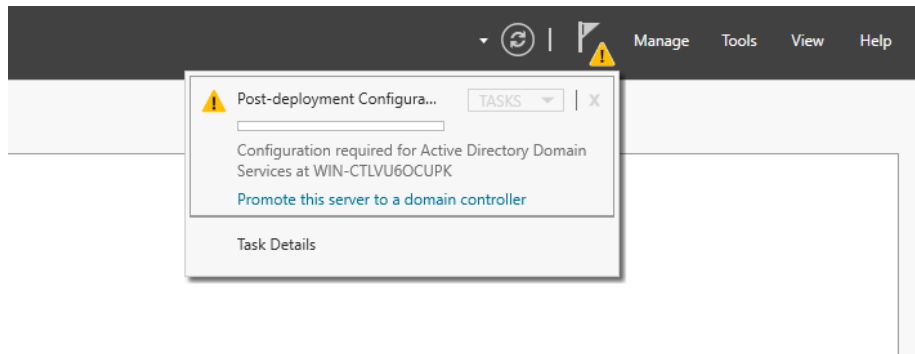 Manage Tools View Help
Post-deployment Configura... TASKS X
Configuration required for Active Directory Domain
Services at WIN-CTLVU6OCUPK
Promote this server to a domain controller
Task Details